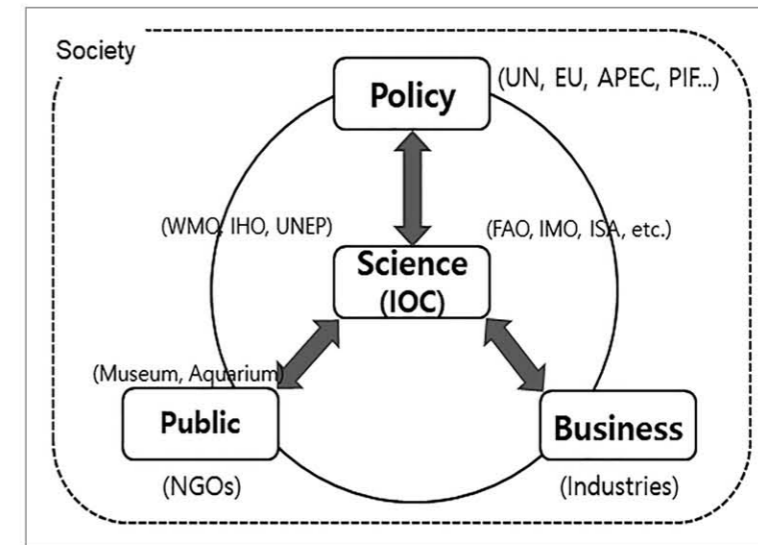 Society
Policy
(UN, EU, APEC, PIF...)
(WMO, IHO, UNEP)
(FAO, IMO, ISA, etc.)
Science
(IOC)
(Museum, Aquarium)
Public
Business
(NGOs)
(Industries)